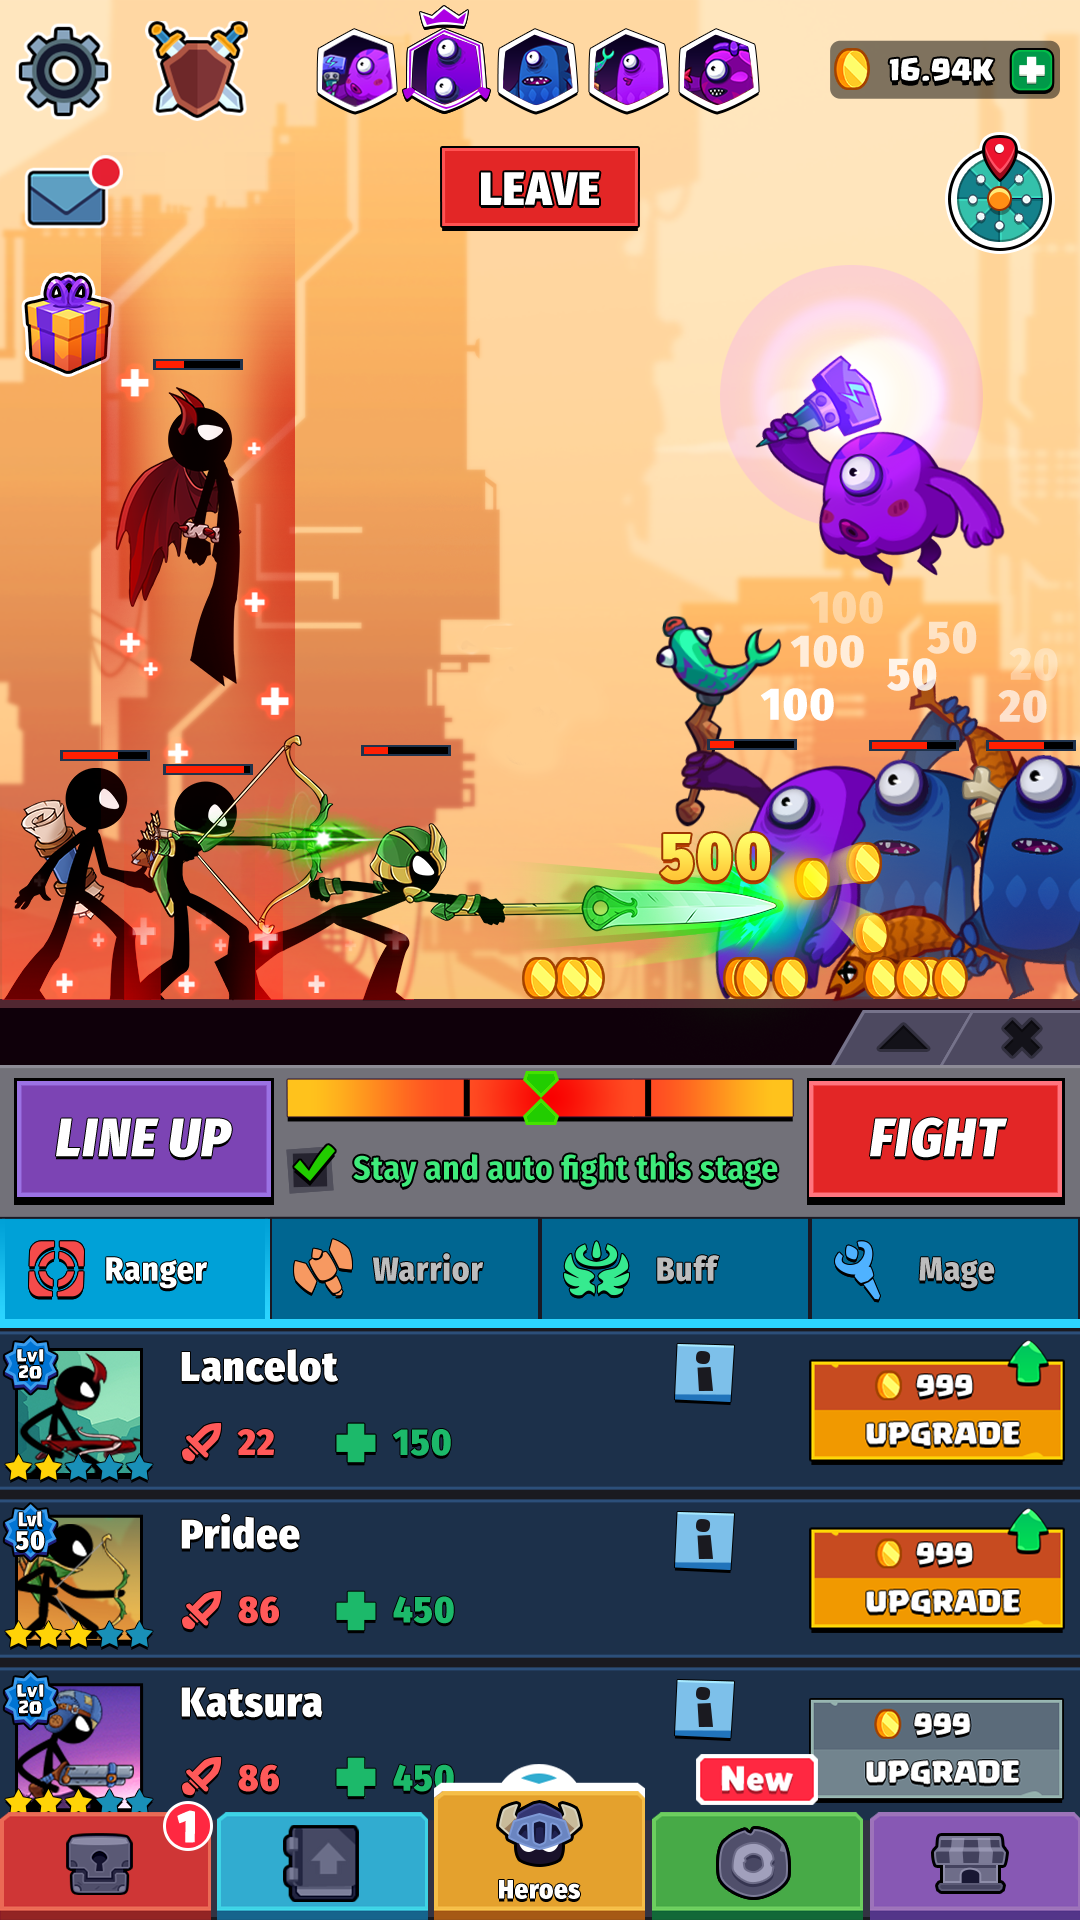 16.94K
LEAVE
100
50
100
50
20
100
20
500
LINE UP
Stay and auto fight this stage
FIGHT
Ranger
Warrior
Buff
Mage
Lvl
20
Lancelot
22
150
999
UPGRADE
Lvl
50
Pridee
86
450
999
UPGRADE
Lvl
20
Katsura
86
450
999
UPGRADE
New
1
Heroes